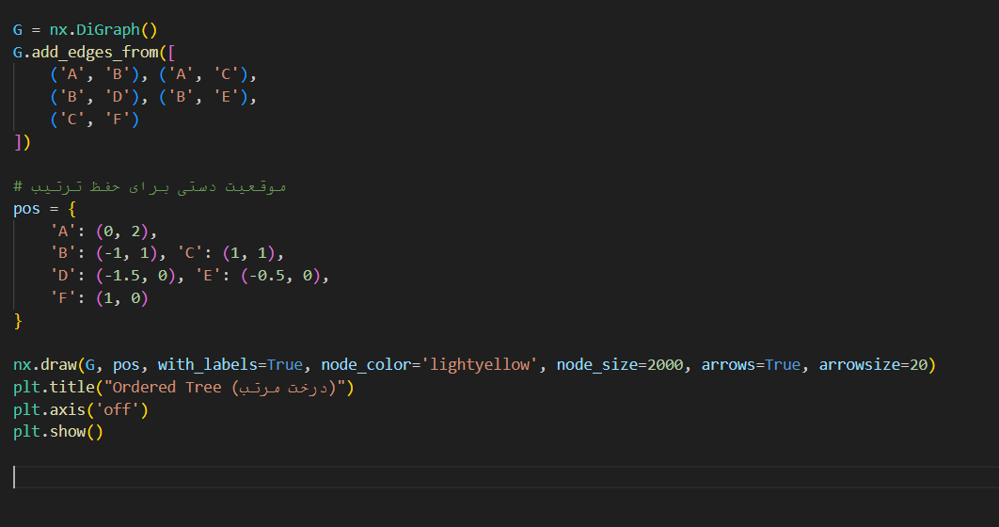 G = nx.DiGraph()
G.add_edges_from([
    ('A', 'B'), ('A', 'C'),
    ('B', 'D'), ('B', 'E'),
    ('C', 'F')
])
# موقعیت دستی برای حفظ ترتیب
pos = {
    'A': (0, 2),
    'B': (-1, 1), 'C': (1, 1),
    'D': (-1.5, 0), 'E': (-0.5, 0),
    'F': (1, 0)
}
nx.draw(G, pos, with_labels=True, node_color='lightyellow', node_size=2000, arrows=True, arrowsize=20)
plt.title("Ordered Tree (درخت مرتب)")
plt.axis('off')
plt.show()